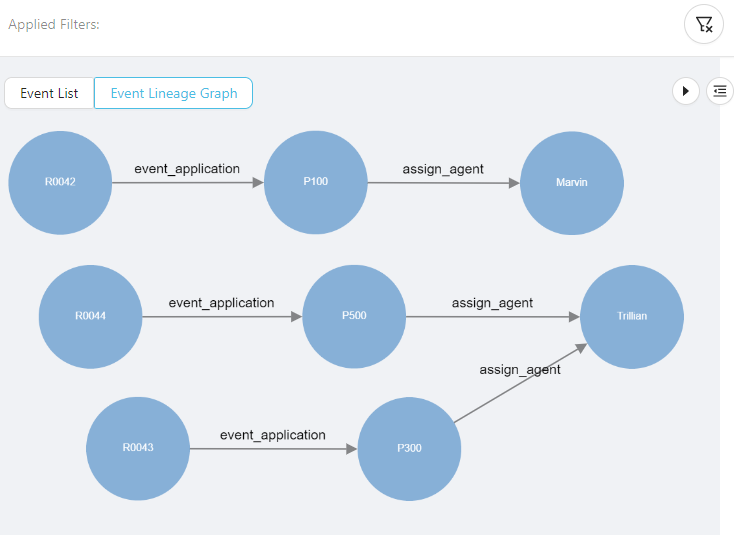 Applied Filters:
Event List
Event Lineage Graph
R0042
event_application
P100
assign_agent
Marvin
R0044
event_application
P500
assign_agent
Trillian
assign_agent
R0043
event_application
P300